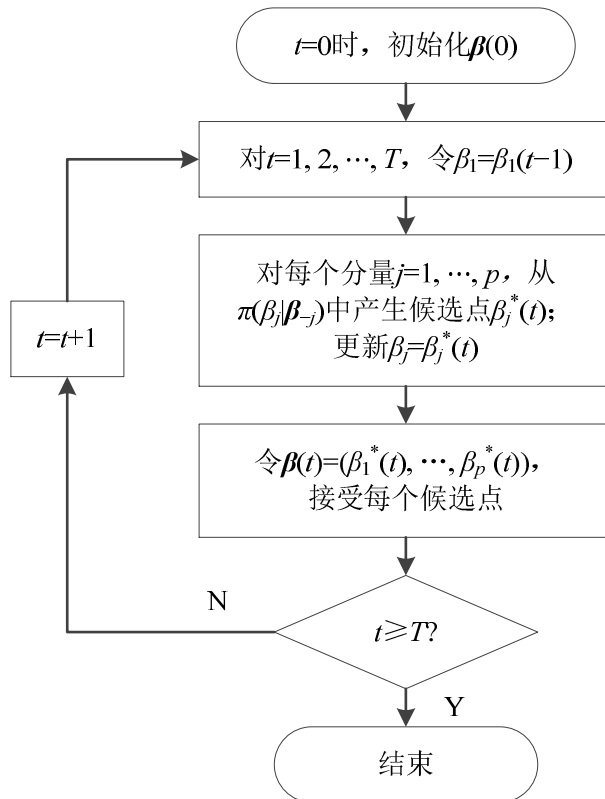 t=0时，初始化β(0)
对t=1, 2, ⋯, T，令β₁=β₁(t−1)
对每个分量j=1, ⋯, p，从
π(βⱼ|β₋ⱼ)中产生候选点βⱼ*(t);
更新βⱼ=βⱼ*(t)
t=t+1
令β(t)=(β₁*(t), ⋯, βₚ*(t)),
接受每个候选点
N
t≥T?
Y
结束